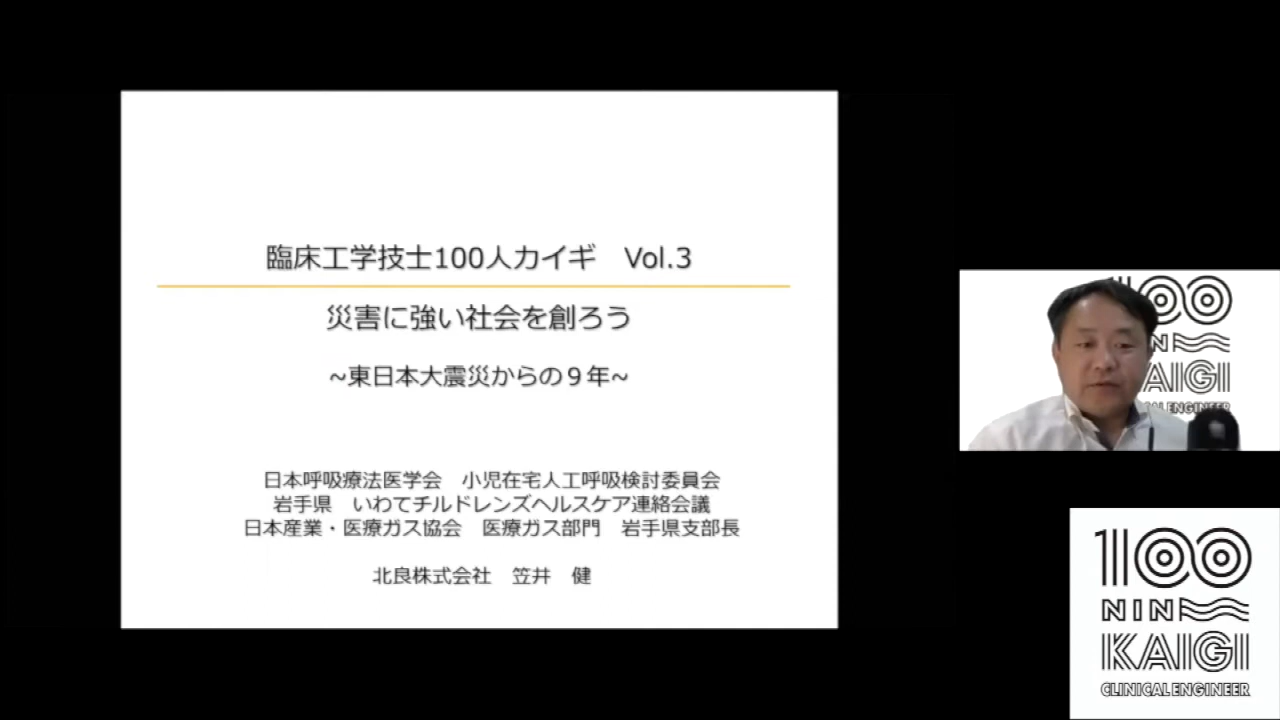 臨床工学技士100人カイギ　Vol.3
災害に強い社会を創ろう
~東日本大震災からの９年~
日本呼吸療法医学会　小児在宅人工呼吸検討委員会
岩手県　いわてチルドレンズヘルスケア連絡会議
日本産業・医療ガス協会　医療ガス部門　岩手県支部長
北良株式会社　笠井　健
100
NIN
KAIGI
CLINICAL ENGINEER
100
NIN
KAIGI
CLINICAL ENGINEER